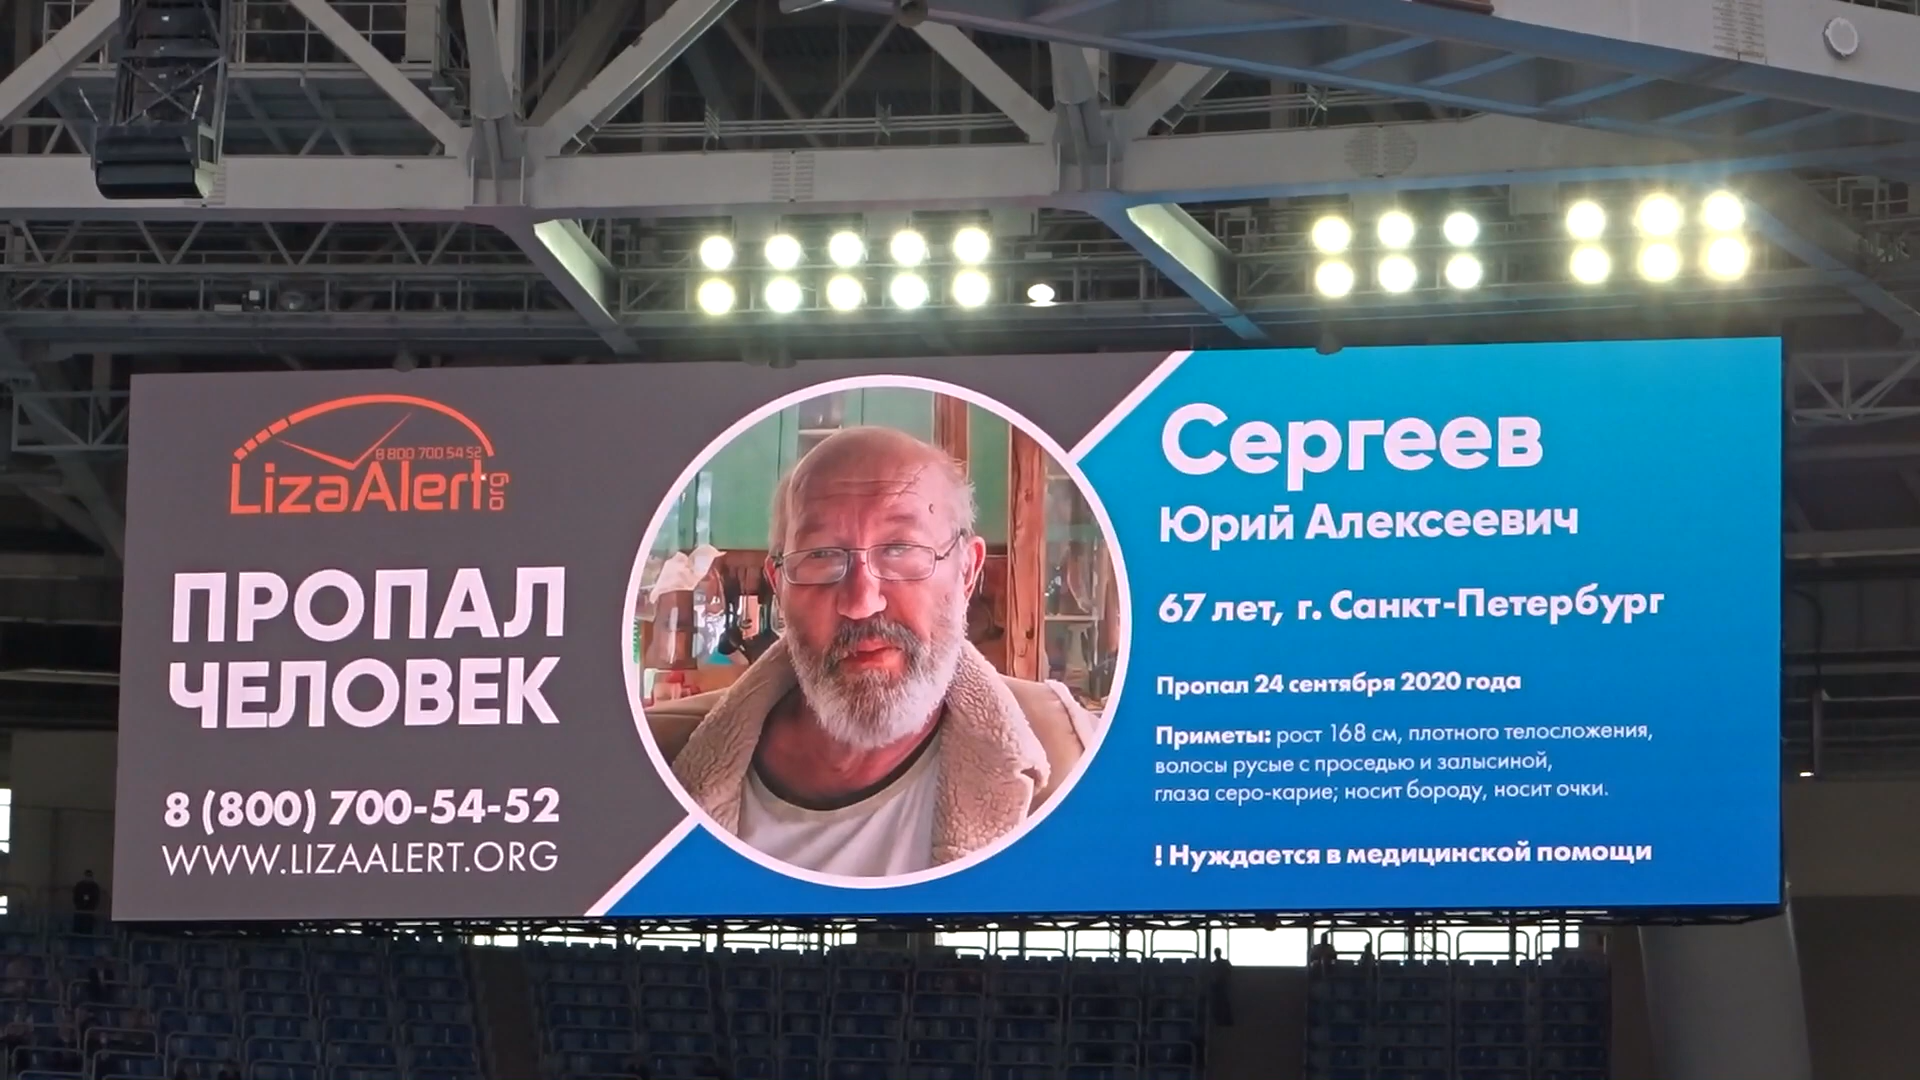 8 800 700 54 52
LizaAlert.org
ПРОПАЛ
ЧЕЛОВЕК
8 (800) 700-54-52
WWW.LIZAALERT.ORG
Сергеев
Юрий Алексеевич
67 лет, г. Санкт-Петербург
Пропал 24 сентября 2020 года
Приметы: рост 168 см, плотного телосложения,
волосы русые с проседью и залысиной,
глаза серо-карие; носит бороду, носит очки.
! Нуждается в медицинской помощи